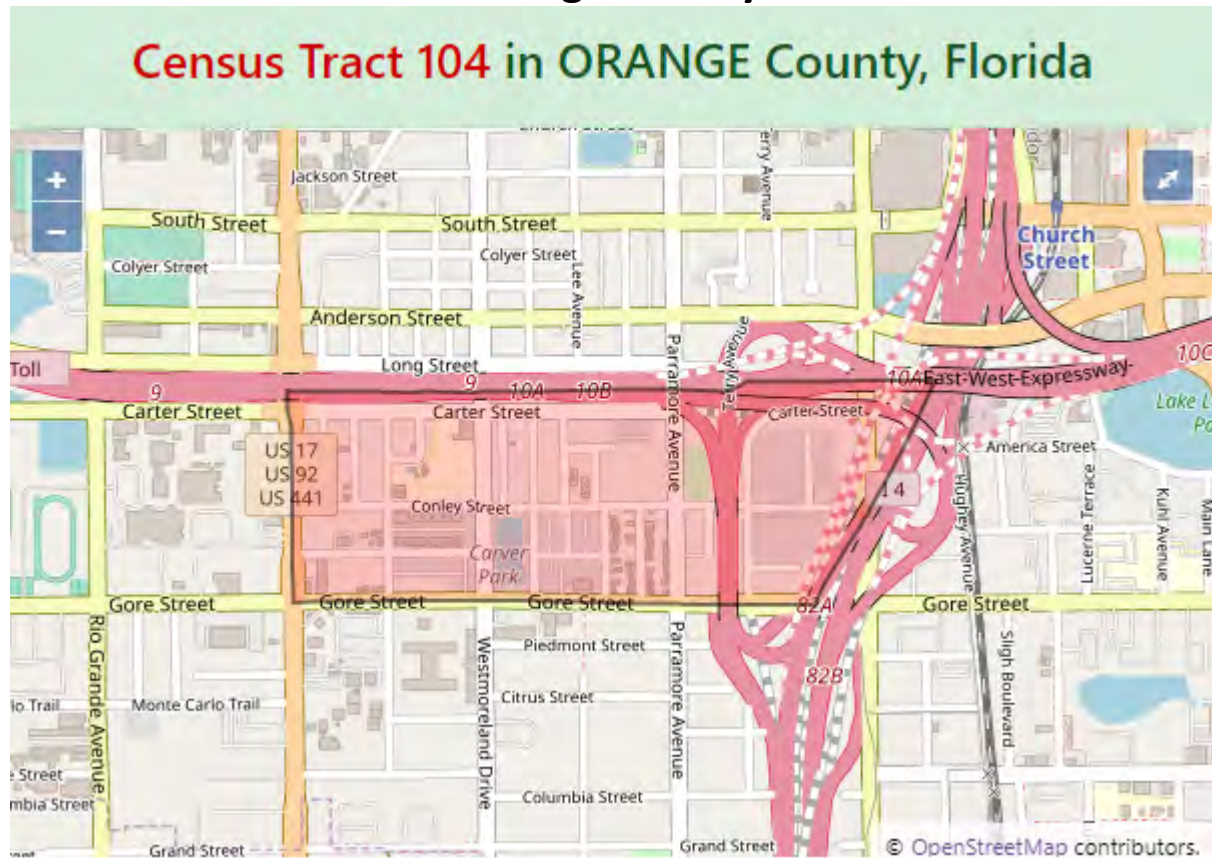 Census Tract 104 in ORANGE County, Florida
+
−
Jackson Street
South Street
South Street
Colyer Street
Colyer Street
Lee Avenue
Church
Street
Anderson Street
Toll
Long Street
Terry Avenue
Parramore Avenue
9
9
10A
10B
10A
East-West-Expressway
10C
Carter Street
Carter Street
Carter Street
America Street
US 17
US 92
US 441
I 4
Conley Street
Carver
Park
Hughey Avenue
Lucerne Terrace
Kuhl Avenue
Main Lane
Gore Street
Gore Street
Gore Street
82A
Gore Street
Rio Grande Avenue
Westmoreland Drive
Piedmont Street
Parramore Avenue
82B
Sligh Boulevard
Monte Carlo Trail
Citrus Street
Columbia Street
Grand Street
Grand Street
© OpenStreetMap contributors.